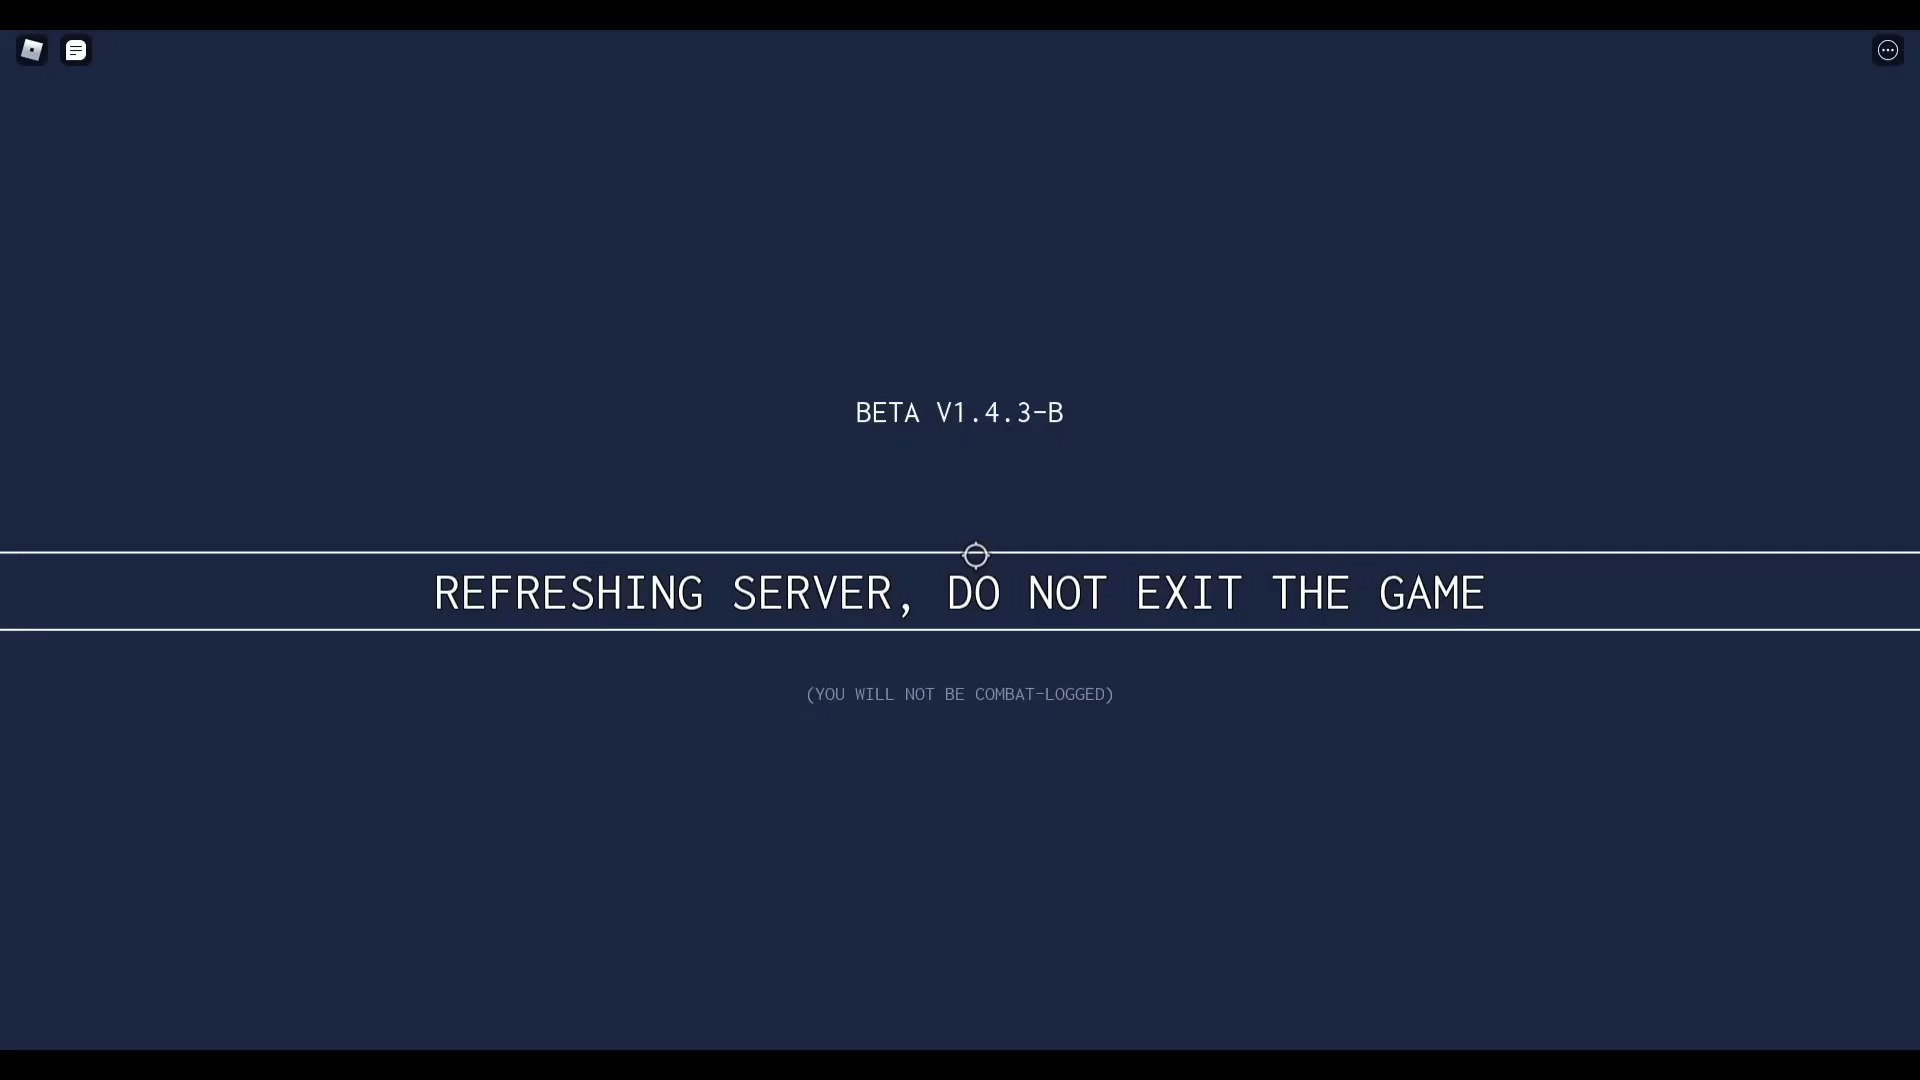 BETA V1.4.3-B
REFRESHING SERVER, DO NOT EXIT THE GAME
(YOU WILL NOT BE COMBAT-LOGGED)